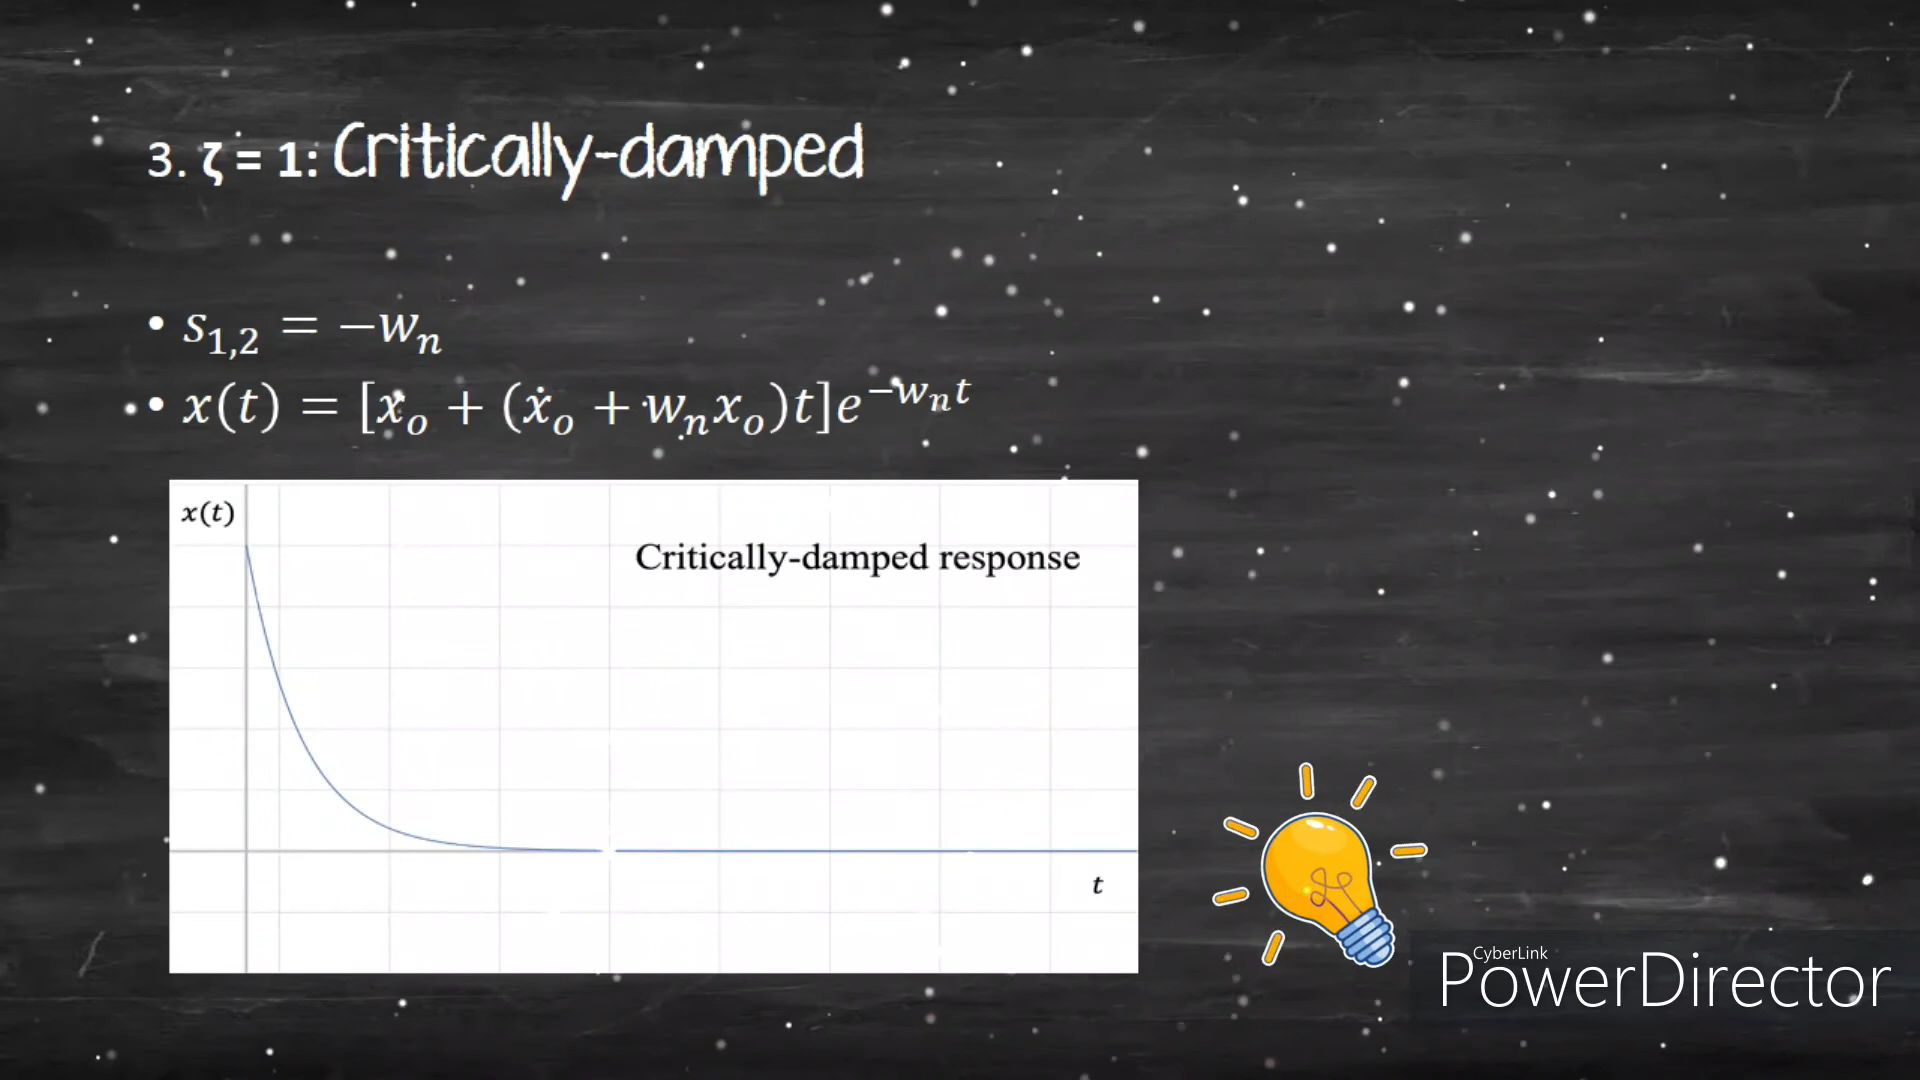 3. ζ = 1: Critically-damped
• s₁,₂ = −wₙ
• x(t) = [xₒ + (ẋₒ + wₙxₒ)t]e^{−wₙt}
x(t)
Critically-damped response
t
CyberLink
PowerDirector